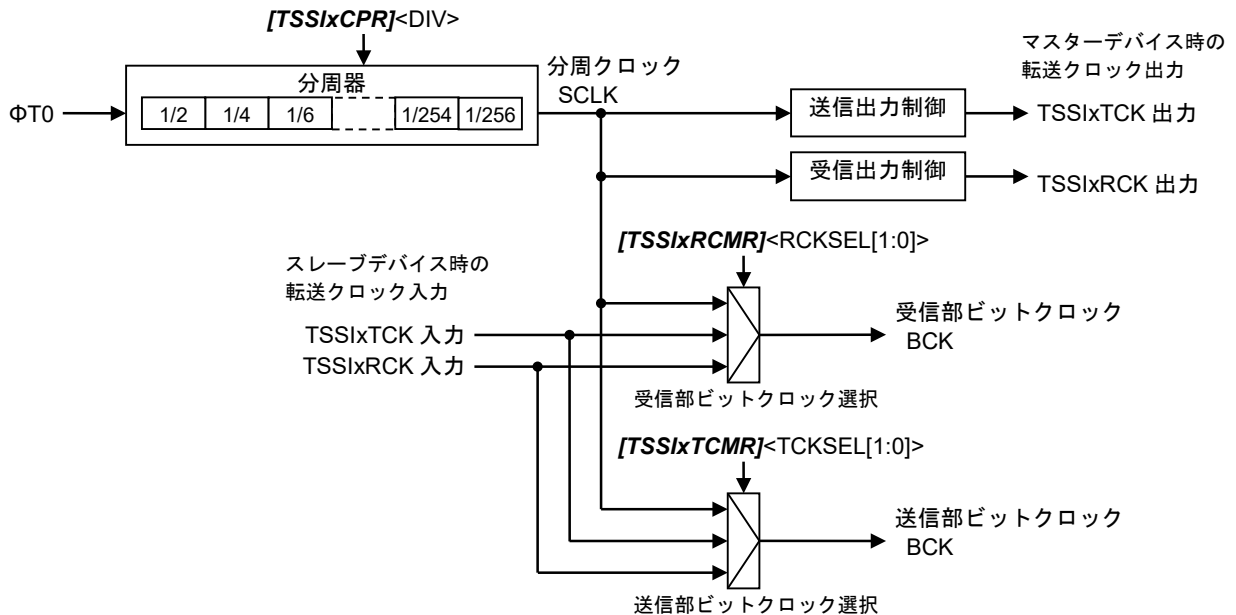 [TSSIxCPR]<DIV>
分周器
1/2 1/4 1/6 1/254 1/256
ΦT0
分周クロック
SCLK
マスターデバイス時の
転送クロック出力
送信出力制御
TSSIxTCK 出力
受信出力制御
TSSIxRCK 出力
[TSSIxRCMR]<RCKSEL[1:0]>
スレーブデバイス時の
転送クロック入力
TSSIxTCK 入力
TSSIxRCK 入力
受信部ビットクロック
BCK
受信部ビットクロック選択
[TSSIxTCMR]<TCKSEL[1:0]>
送信部ビットクロック
BCK
送信部ビットクロック選択